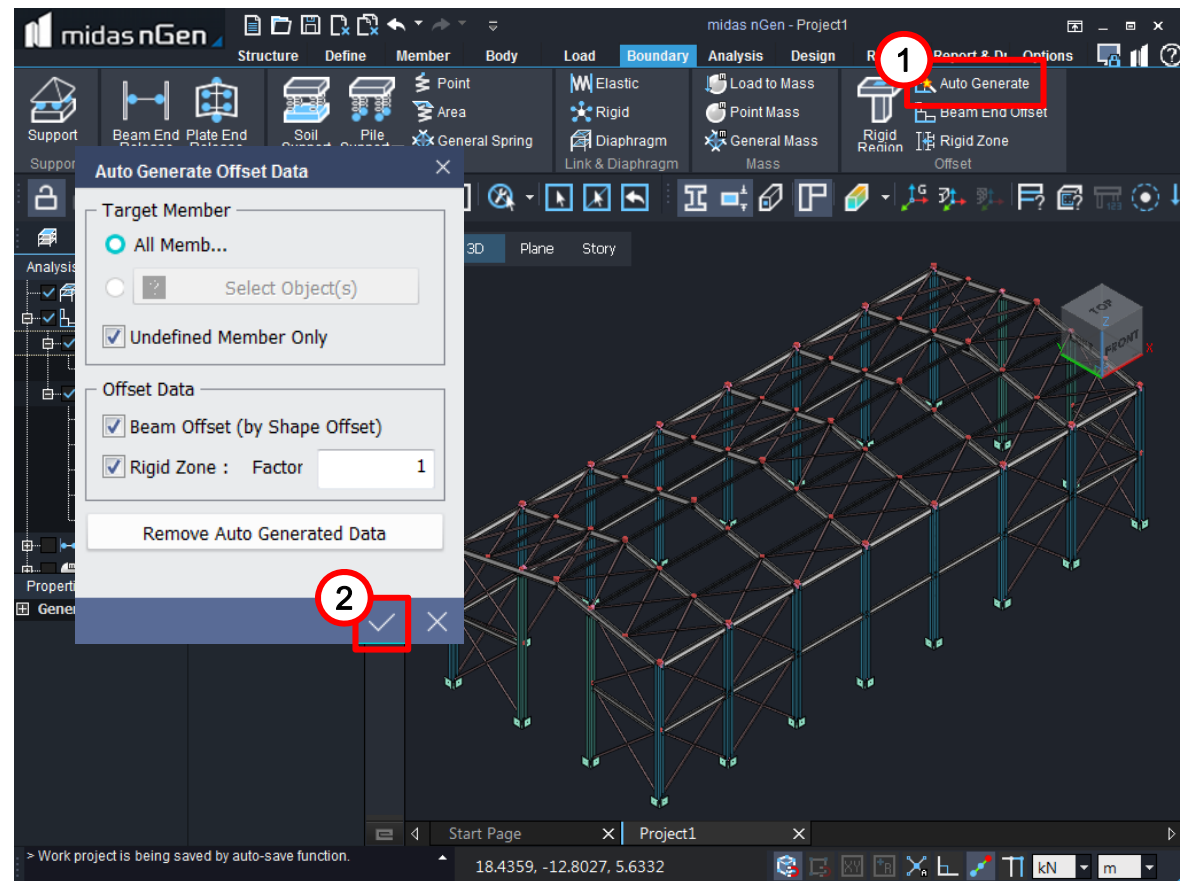 midas nGen
midas nGen - Project1
Structure Define Member Body Load Boundary Analysis Design Report & Options
1
Point Elastic Load to Mass Auto Generate
Area Rigid Point Mass Beam End Offset
Support Beam End Plate End Soil Pile General Spring Diaphragm General Mass Rigid Region Rigid Zone
Link & Diaphragm Mass Offset
Auto Generate Offset Data
Target Member
All Memb...
Select Object(s)
Undefined Member Only
Offset Data
Beam Offset (by Shape Offset)
Rigid Zone : Factor 1
Remove Auto Generated Data
2
3D Plane Story
TOP
FRONT
Z
Y
X
Analysis
Start Page Project1
> Work project is being saved by auto-save function.
18.4359, -12.8027, 5.6332
kN m